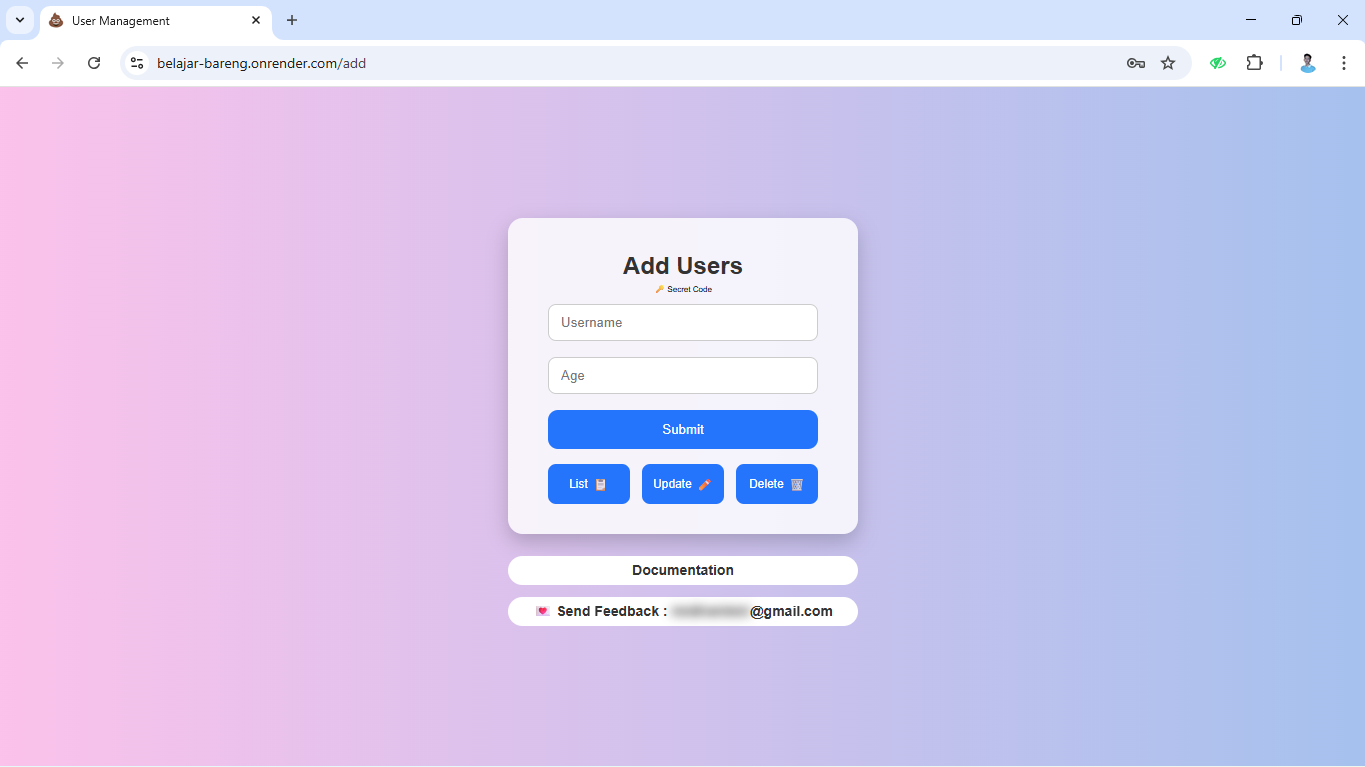 User Management
belajar-bareng.onrender.com/add
Add Users
🔑 Secret Code
Username
Age
Submit
List 📋 Update ✏️ Delete 🗑️
Documentation
💌 Send Feedback : @gmail.com